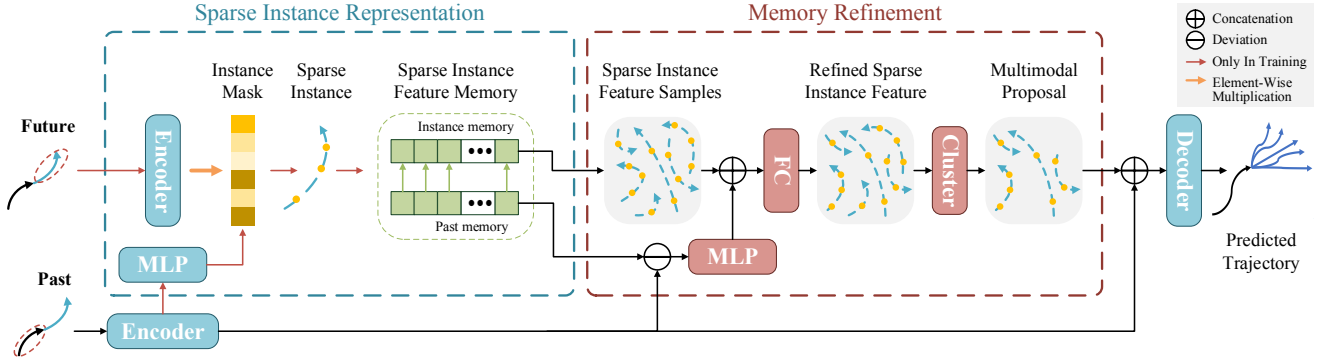 Sparse Instance Representation
Memory Refinement
Concatenation
Deviation
Only In Training
Element-Wise
Multiplication
Future
Encoder
Instance
Mask
Sparse
Instance
Sparse Instance
Feature Memory
Instance memory
Past memory
Sparse Instance
Feature Samples
FC
Refined Sparse
Instance Feature
Cluster
Multimodal
Proposal
Decoder
Predicted
Trajectory
MLP
MLP
Past
Encoder